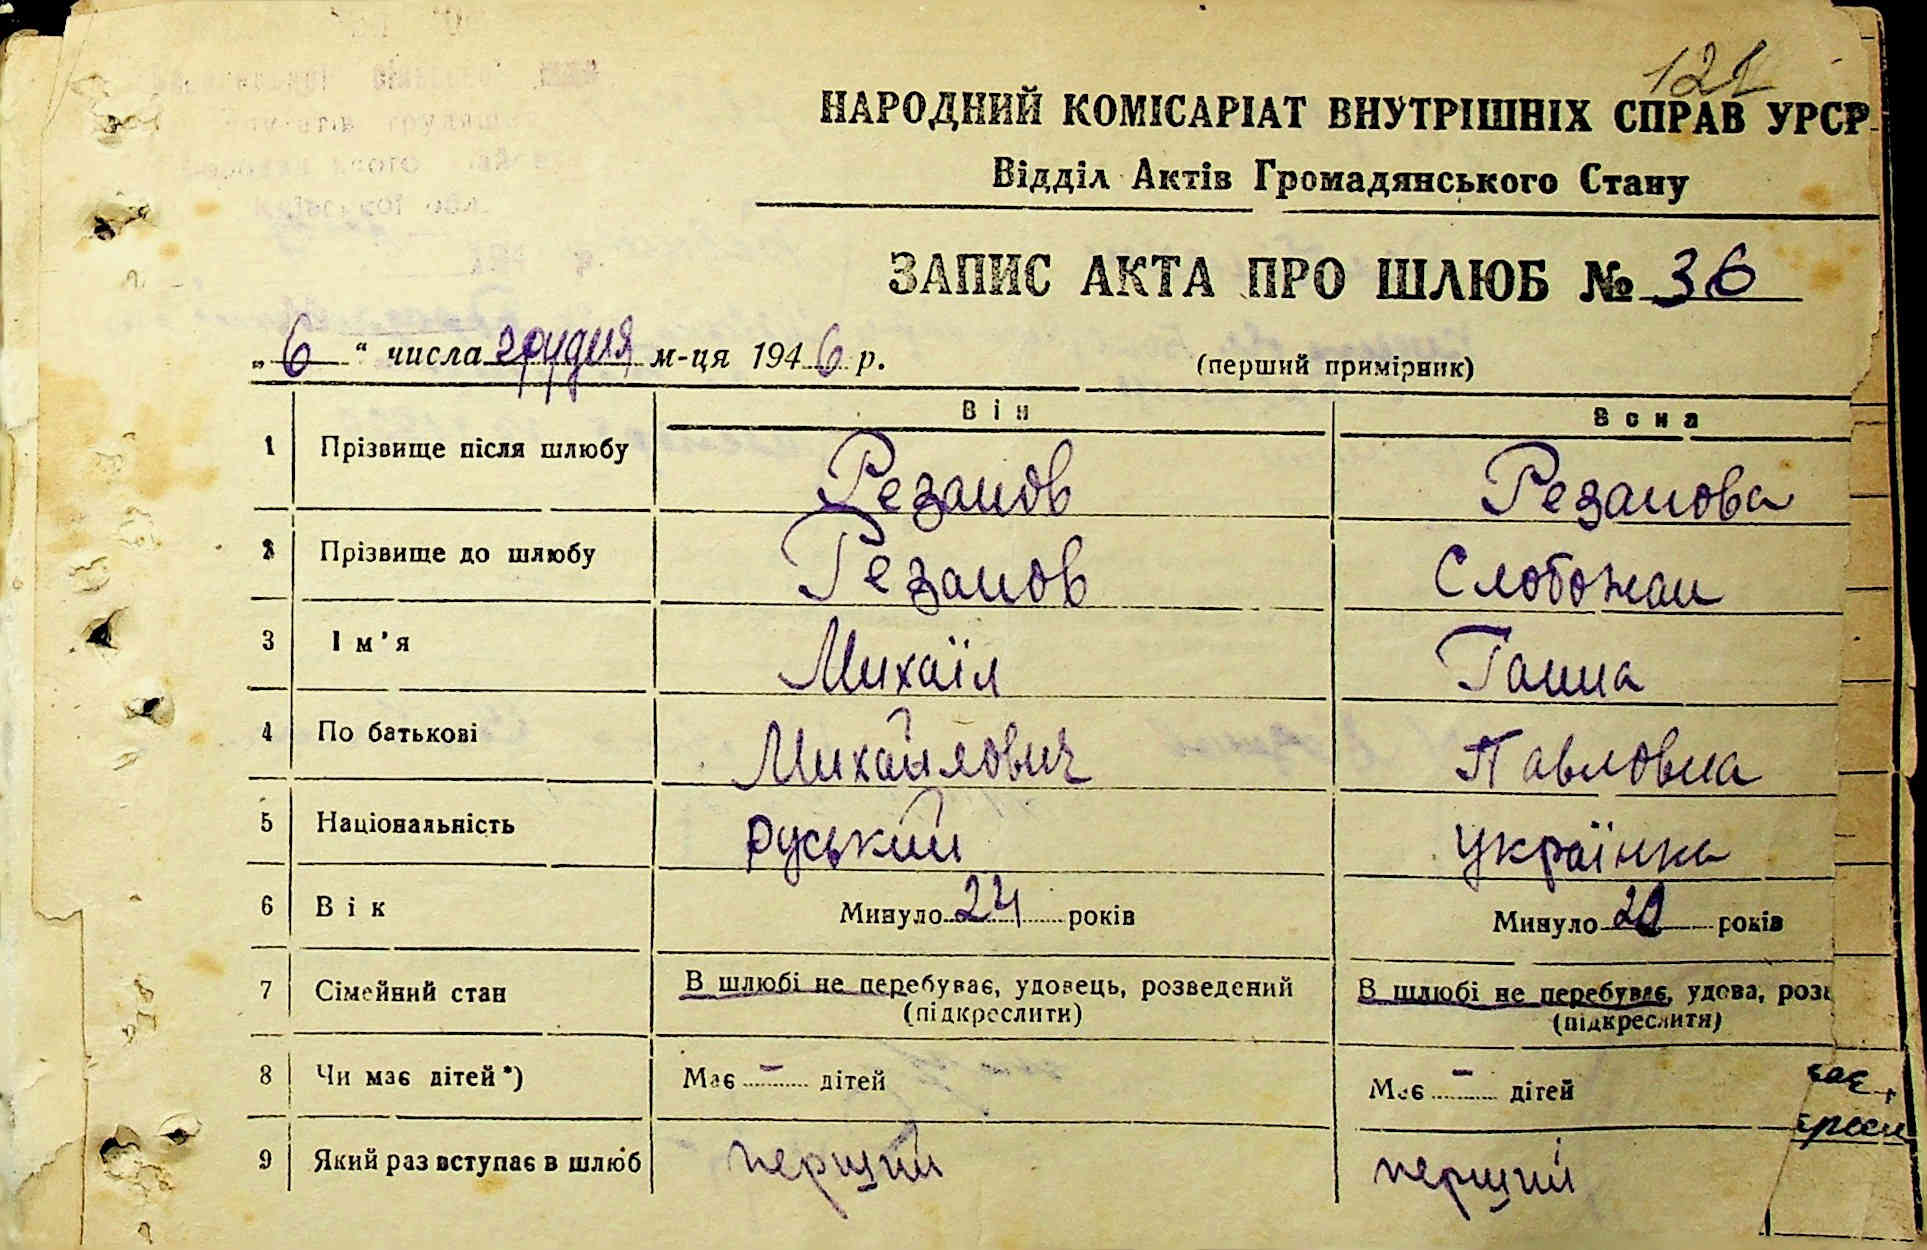 121
НАРОДНИЙ КОМІСАРІАТ ВНУТРІШНІХ СПРАВ УРСР
Відділ Актів Громадянського Стану
ЗАПИС АКТА ПРО ШЛЮБ № 36
„6“ числа грудня м-ця 1946 р. (перший примірник)
Він Вона
1 Прізвище після шлюбу Резанов Резанова
2 Прізвище до шлюбу Резанов Слобожан
3 Ім'я Михаїл Ганна
4 По батькові Михайлович Павловна
5 Національність руський українка
6 Вік Минуло 24 років Минуло 20 років
7 Сімейний стан В шлюбі не перебуває, удовець, розведений В шлюбі не перебуває, удова, розв
(підкреслити) (підкреслити)
8 Чи має дітей*) Має – дітей Має – дітей
9 Який раз вступає в шлюб перщий перщий